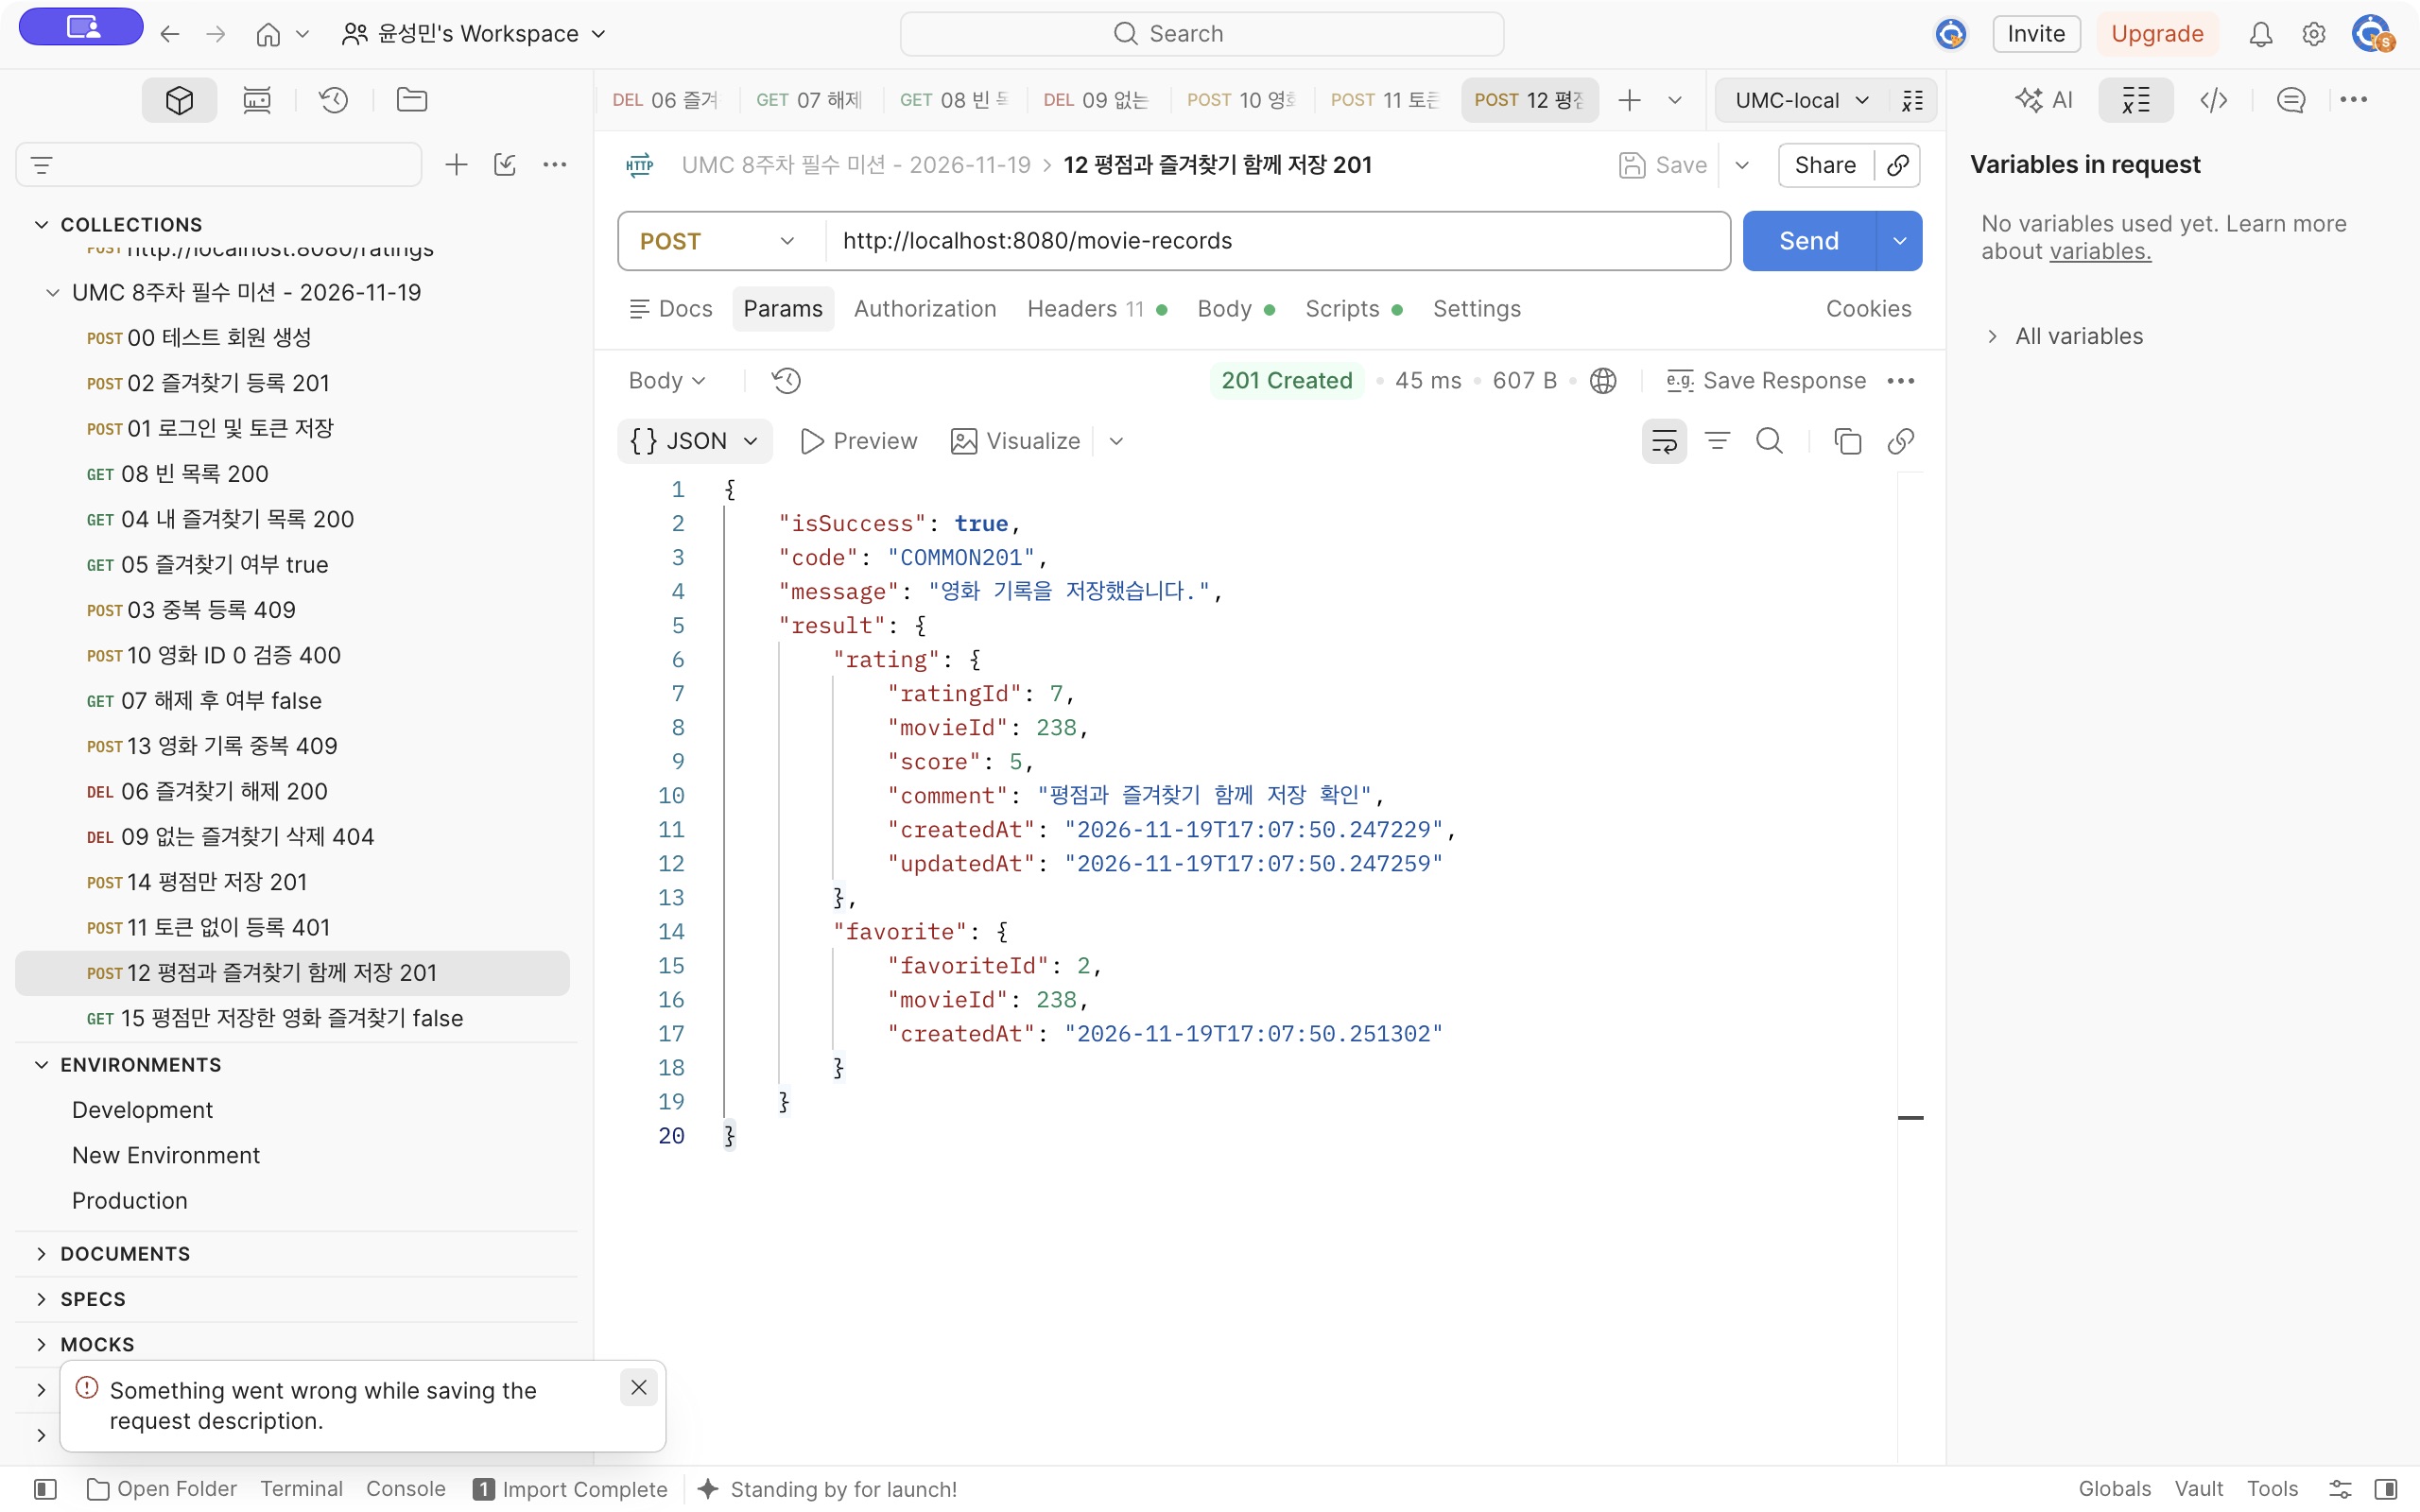 윤성민's Workspace
Search
Invite
Upgrade
DEL 06 즐겨
GET 07 해제
GET 08 빈
DEL 09 없는
POST 10 영화
POST 11 토큰
POST 12 평점
UMC-local
AI
UMC 8주차 필수 미션 - 2026-11-19 > 12 평점과 즐겨찾기 함께 저장 201
Save
Share
Variables in request
No variables used yet. Learn more
about variables.
All variables
COLLECTIONS
POST http://localhost:8080/ratings
UMC 8주차 필수 미션 - 2026-11-19
POST 00 테스트 회원 생성
POST 02 즐겨찾기 등록 201
POST 01 로그인 및 토큰 저장
GET 08 빈 목록 200
GET 04 내 즐겨찾기 목록 200
GET 05 즐겨찾기 여부 true
POST 03 중복 등록 409
POST 10 영화 ID 0 검증 400
GET 07 해제 후 여부 false
POST 13 영화 기록 중복 409
DEL 06 즐겨찾기 해제 200
DEL 09 없는 즐겨찾기 삭제 404
POST 14 평점만 저장 201
POST 11 토큰 없이 등록 401
POST 12 평점과 즐겨찾기 함께 저장 201
GET 15 평점만 저장한 영화 즐겨찾기 false
ENVIRONMENTS
Development
New Environment
Production
DOCUMENTS
SPECS
MOCKS
Something went wrong while saving the
request description.
HTTP
POST
http://localhost:8080/movie-records
Send
Docs
Params
Authorization
Headers 11
Body
Scripts
Settings
Cookies
Body
201 Created
45 ms
607 B
e.g. Save Response
{} JSON
Preview
Visualize
1 {
2 "isSuccess": true,
3 "code": "COMMON201",
4 "message": "영화 기록을 저장했습니다.",
5 "result": {
6 "rating": {
7 "ratingId": 7,
8 "movieId": 238,
9 "score": 5,
10 "comment": "평점과 즐겨찾기 함께 저장 확인",
11 "createdAt": "2026-11-19T17:07:50.247229",
12 "updatedAt": "2026-11-19T17:07:50.247259"
13 },
14 "favorite": {
15 "favoriteId": 2,
16 "movieId": 238,
17 "createdAt": "2026-11-19T17:07:50.251302"
18 }
19 }
20 }
Open Folder
Terminal
Console
1 Import Complete
Standing by for launch!
Globals
Vault
Tools